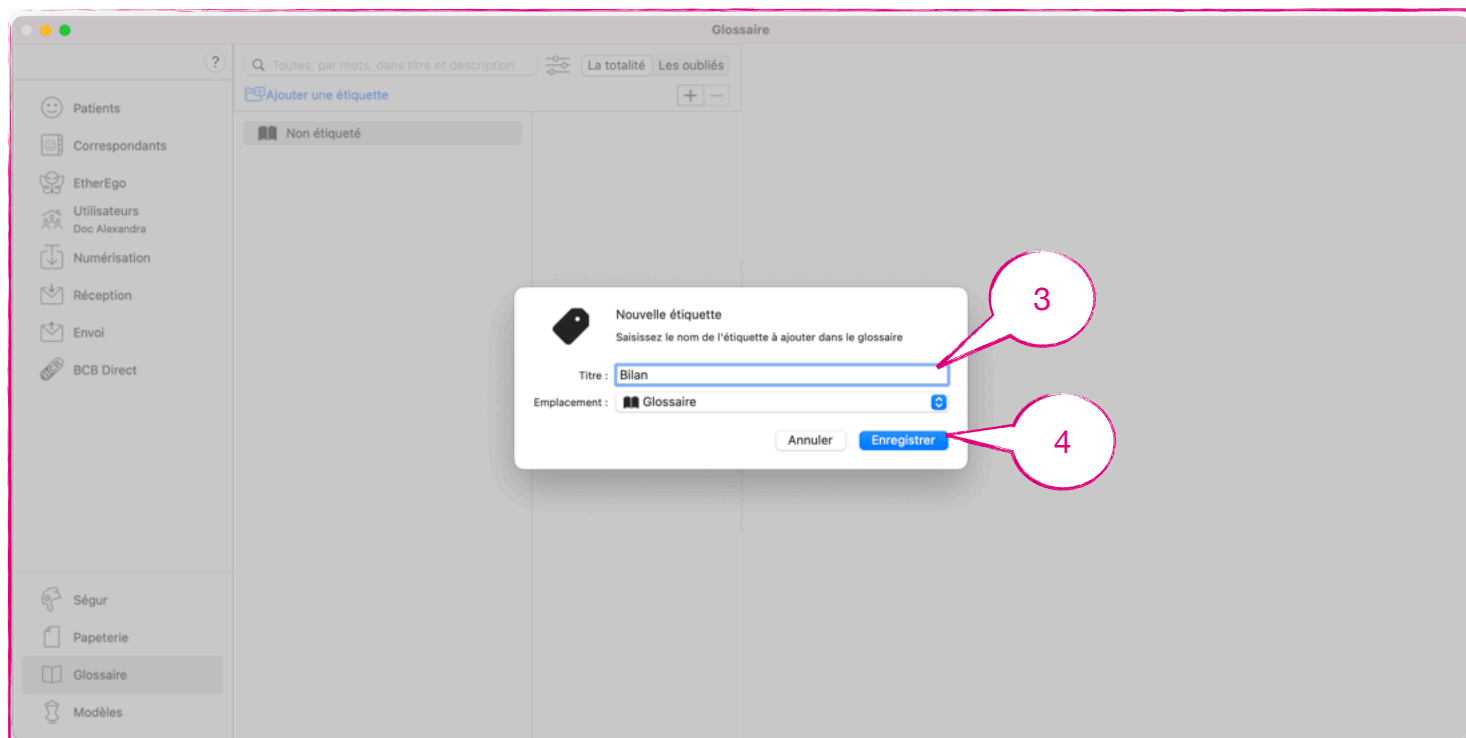 Glossaire
?
Toutes, par mots, dans titre et description
La totalité
Les oubliés
Ajouter une étiquette
+ −
Patients
Correspondants
EtherEgo
Utilisateurs
Doc Alexandra
Numérisation
Réception
Envoi
BCB Direct
Non étiqueté
Nouvelle étiquette
Saisissez le nom de l'étiquette à ajouter dans le glossaire
Titre : Bilan
Emplacement : Glossaire
Annuler
Enregistrer
3
4
Ségur
Papeterie
Glossaire
Modèles